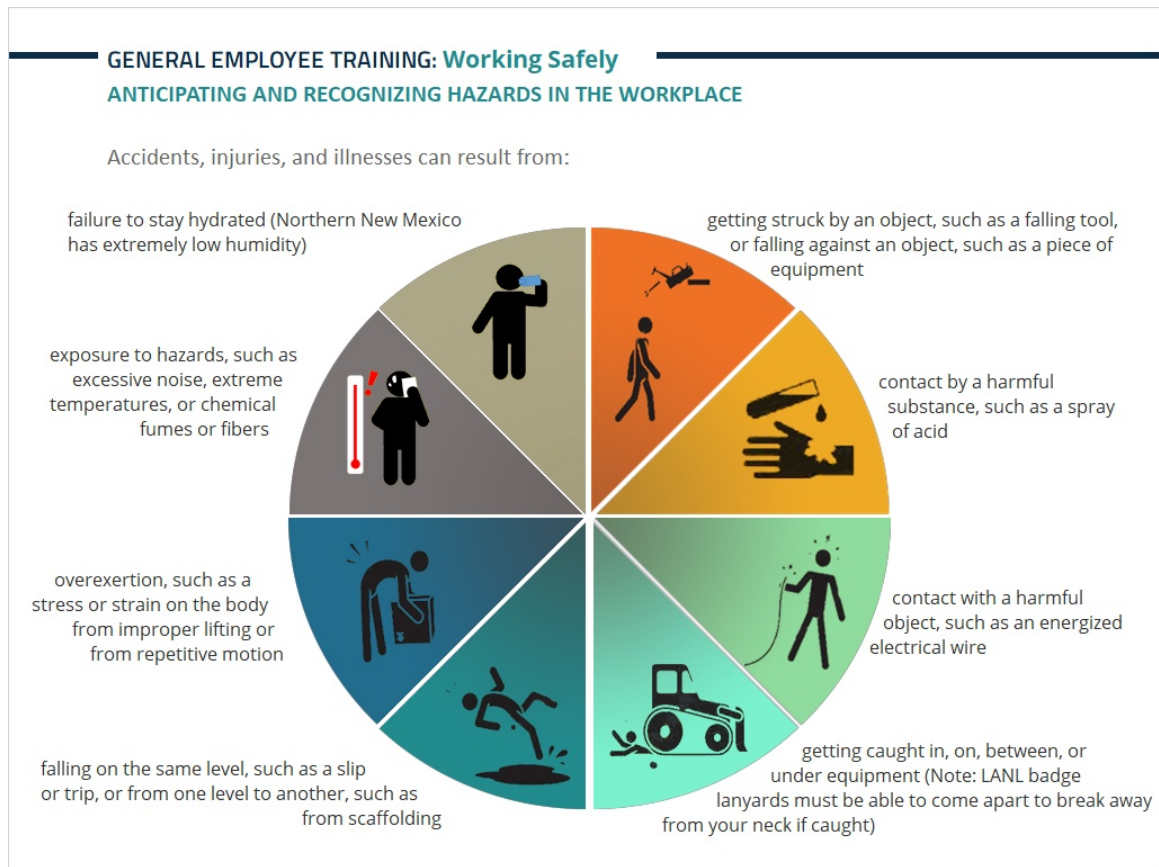 GENERAL EMPLOYEE TRAINING: Working Safely
ANTICIPATING AND RECOGNIZING HAZARDS IN THE WORKPLACE
Accidents, injuries, and illnesses can result from:
failure to stay hydrated (Northern New Mexico
has extremely low humidity)
getting struck by an object, such as a falling tool,
or falling against an object, such as a piece of
equipment
exposure to hazards, such as
excessive noise, extreme
temperatures, or chemical
fumes or fibers
contact by a harmful
substance, such as a spray
of acid
overexertion, such as a
stress or strain on the body
from improper lifting or
from repetitive motion
contact with a harmful
object, such as an energized
electrical wire
falling on the same level, such as a slip
or trip, or from one level to another, such as
from scaffolding
getting caught in, on, between, or
under equipment (Note: LANL badge
lanyards must be able to come apart to break away
from your neck if caught)